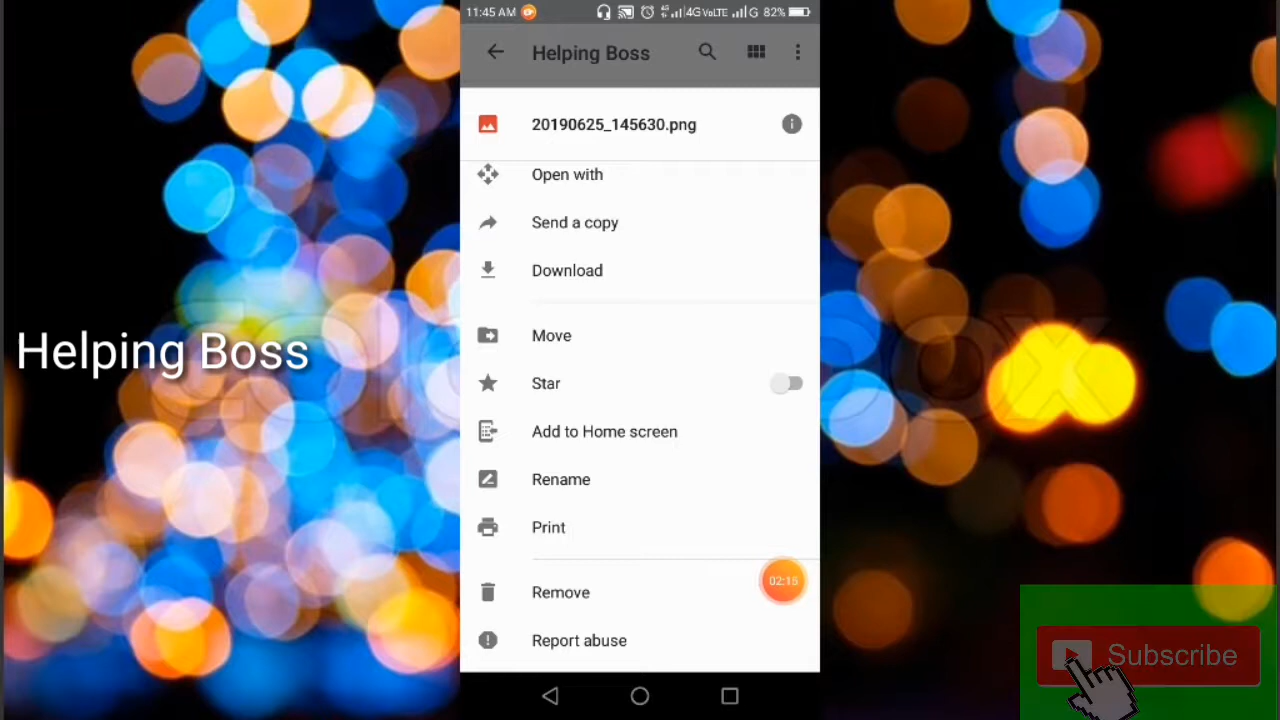 11:45 AM
4G VoLTE
G 82%
Helping Boss
20190625_145630.png
Open with
Send a copy
Download
Helping Boss
Move
Star
Add to Home screen
Rename
Print
02:15
Remove
Report abuse
Subscribe